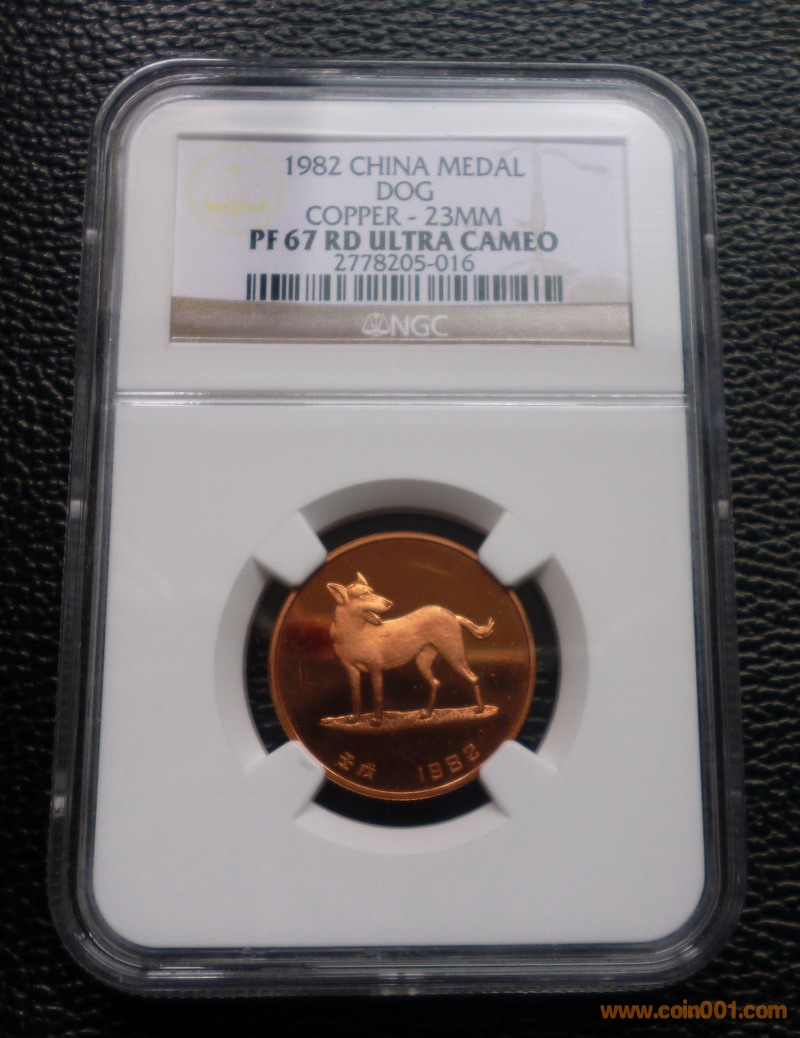 1982 CHINA MEDAL
DOG
COPPER - 23MM
PF 67 RD ULTRA CAMEO
2778205-016
NGC
壬戌 1982
www.coin001.com